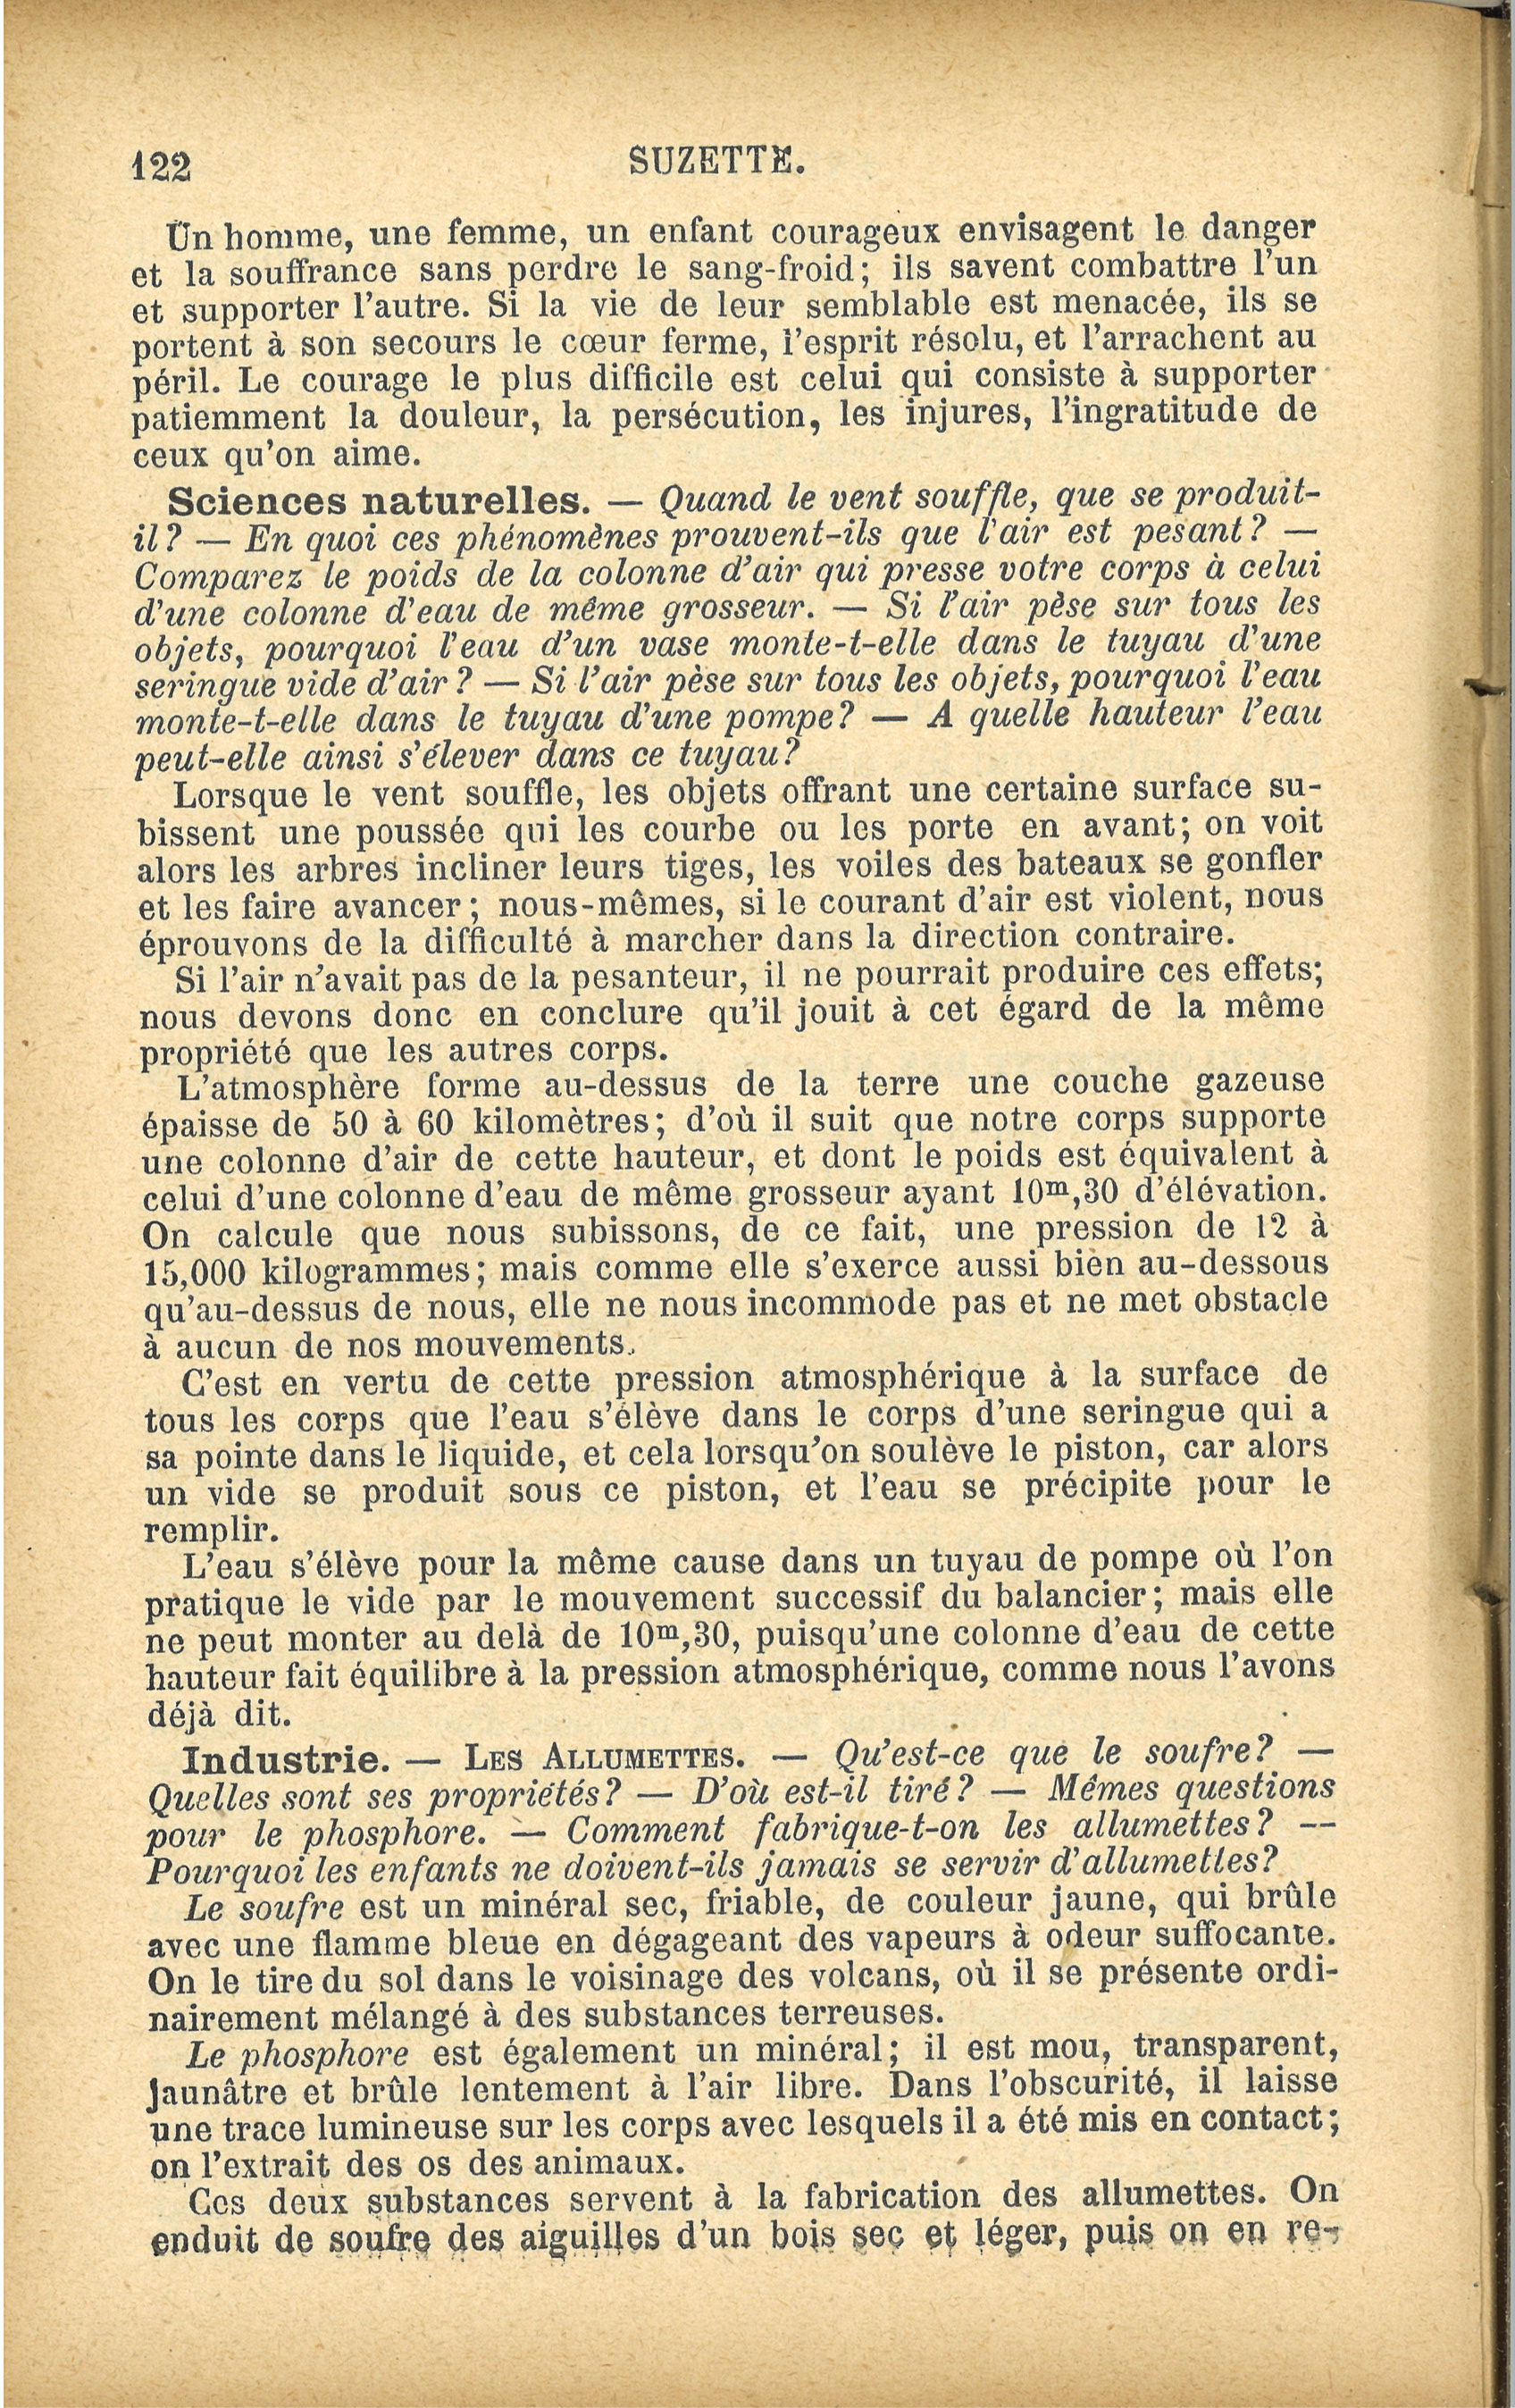 122
SUZETTE.
Un homme, une femme, un enfant courageux envisagent le danger
et la souffrance sans perdre le sang-froid; ils savent combattre l'un
et supporter l'autre. Si la vie de leur semblable est menacée, ils se
portent à son secours le cœur ferme, l'esprit résolu, et l'arrachent au
péril. Le courage le plus difficile est celui qui consiste à supporter
patiemment la douleur, la persécution, les injures, l'ingratitude de
ceux qu'on aime.
Sciences naturelles. — Quand le vent souffle, que se produit-
il? — En quoi ces phénomènes prouvent-ils que l'air est pesant? —
Comparez le poids de la colonne d'air qui presse votre corps à celui
d'une colonne d'eau de même grosseur. — Si l'air pèse sur tous les
objets, pourquoi l'eau d'un vase monte-t-elle dans le tuyau d'une
seringue vide d'air? — Si l'air pèse sur tous les objets, pourquoi l'eau
monte-t-elle dans le tuyau d'une pompe? — A quelle hauteur l'eau
peut-elle ainsi s'élever dans ce tuyau?
Lorsque le vent souffle, les objets offrant une certaine surface su-
bissent une poussée qui les courbe ou les porte en avant; on voit
alors les arbres incliner leurs tiges, les voiles des bateaux se gonfler
et les faire avancer; nous-mêmes, si le courant d'air est violent, nous
éprouvons de la difficulté à marcher dans la direction contraire.
Si l'air n'avait pas de la pesanteur, il ne pourrait produire ces effets;
nous devons donc en conclure qu'il jouit à cet égard de la même
propriété que les autres corps.
L'atmosphère forme au-dessus de la terre une couche gazeuse
épaisse de 50 à 60 kilomètres; d'où il suit que notre corps supporte
une colonne d'air de cette hauteur, et dont le poids est équivalent à
celui d'une colonne d'eau de même grosseur ayant 10m,30 d'élévation.
On calcule que nous subissons, de ce fait, une pression de 12 à
15,000 kilogrammes; mais comme elle s'exerce aussi bien au-dessous
qu'au-dessus de nous, elle ne nous incommode pas et ne met obstacle
à aucun de nos mouvements.
C'est en vertu de cette pression atmosphérique à la surface de
tous les corps que l'eau s'élève dans le corps d'une seringue qui a
sa pointe dans le liquide, et cela lorsqu'on soulève le piston, car alors
un vide se produit sous ce piston, et l'eau se précipite pour le
remplir.
L'eau s'élève pour la même cause dans un tuyau de pompe où l'on
pratique le vide par le mouvement successif du balancier; mais elle
ne peut monter au delà de 10m,30, puisqu'une colonne d'eau de cette
hauteur fait équilibre à la pression atmosphérique, comme nous l'avons
déjà dit.
Industrie. — LES ALLUMETTES. — Qu'est-ce que le soufre? —
Quelles sont ses propriétés? — D'où est-il tiré? — Mêmes questions
pour le phosphore. — Comment fabrique-t-on les allumettes? —
Pourquoi les enfants ne doivent-ils jamais se servir d'allumettes?
Le soufre est un minéral sec, friable, de couleur jaune, qui brûle
avec une flamme bleue en dégageant des vapeurs à odeur suffocante.
On le tire du sol dans le voisinage des volcans, où il se présente ordi-
nairement mélangé à des substances terreuses.
Le phosphore est également un minéral; il est mou, transparent,
jaunâtre et brûle lentement à l'air libre. Dans l'obscurité, il laisse
une trace lumineuse sur les corps avec lesquels il a été mis en contact;
on l'extrait des os des animaux.
Ces deux substances servent à la fabrication des allumettes. On
enduit de soufre des aiguilles d'un bois sec et léger, puis on en re-